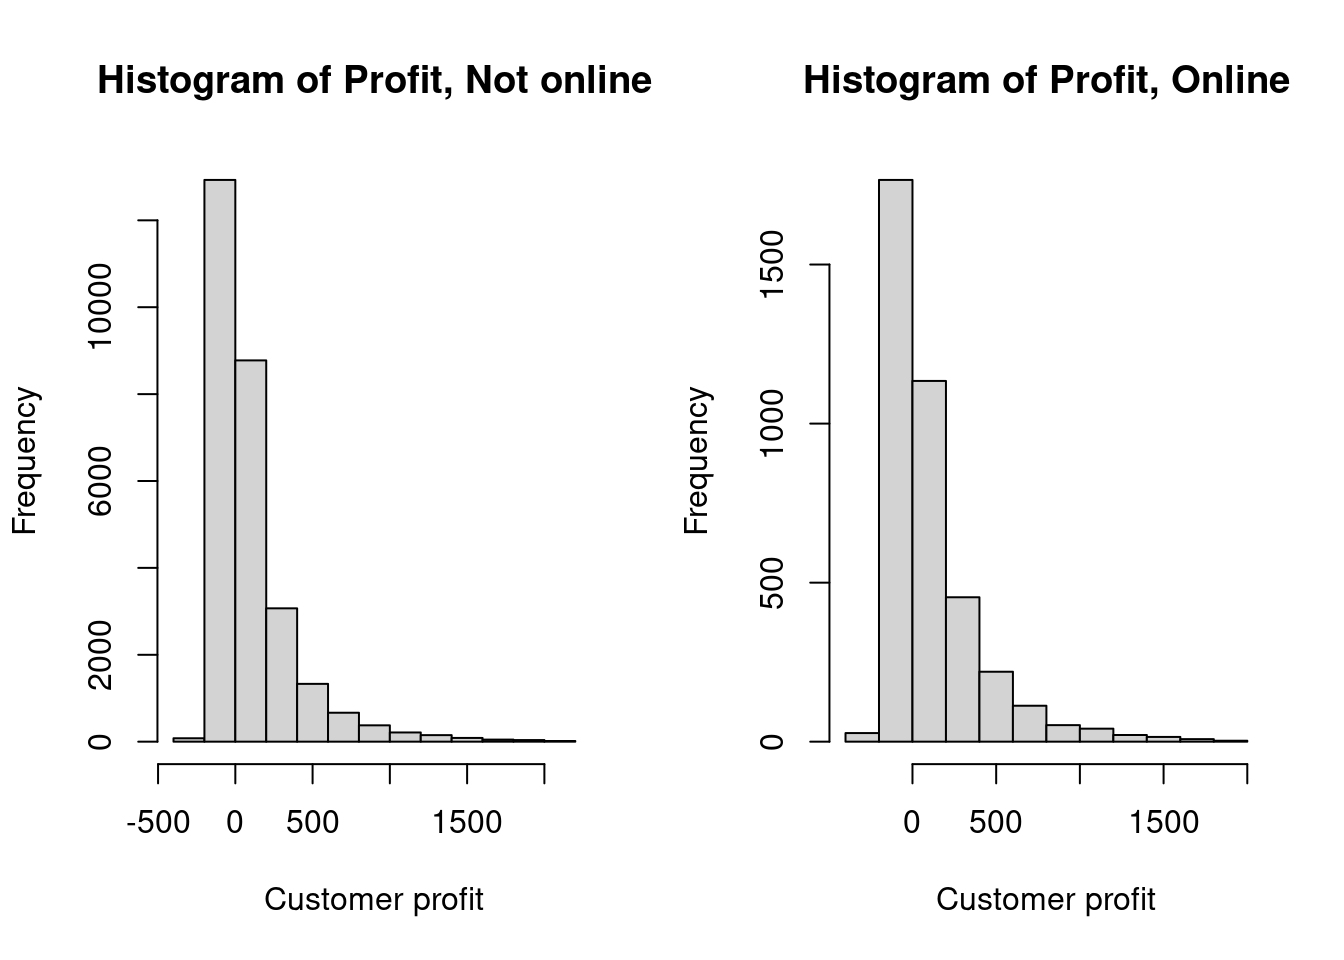 Histogram of Profit, Not online
Frequency
0
2000
6000
10000
-500 0 500 1500
Customer profit
Histogram of Profit, Online
Frequency
0
500
1000
1500
0 500 1500
Customer profit